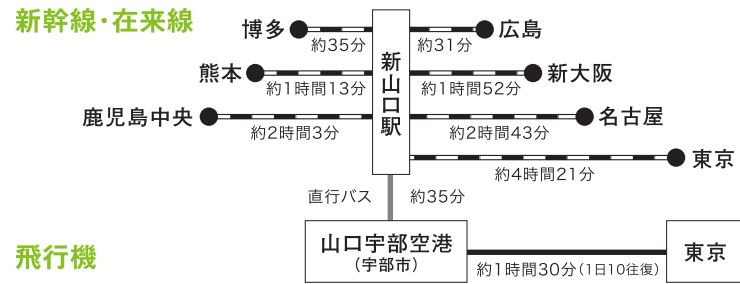 新幹線・在来線
博多
約35分
約31分
広島
熊本
約1時間13分
約1時間52分
新大阪
鹿児島中央
約2時間3分
約2時間43分
名古屋
新山口駅
約4時間21分
東京
直行バス
約35分
飛行機
山口宇部空港
(宇部市)
約1時間30分(1日10往復)
東京